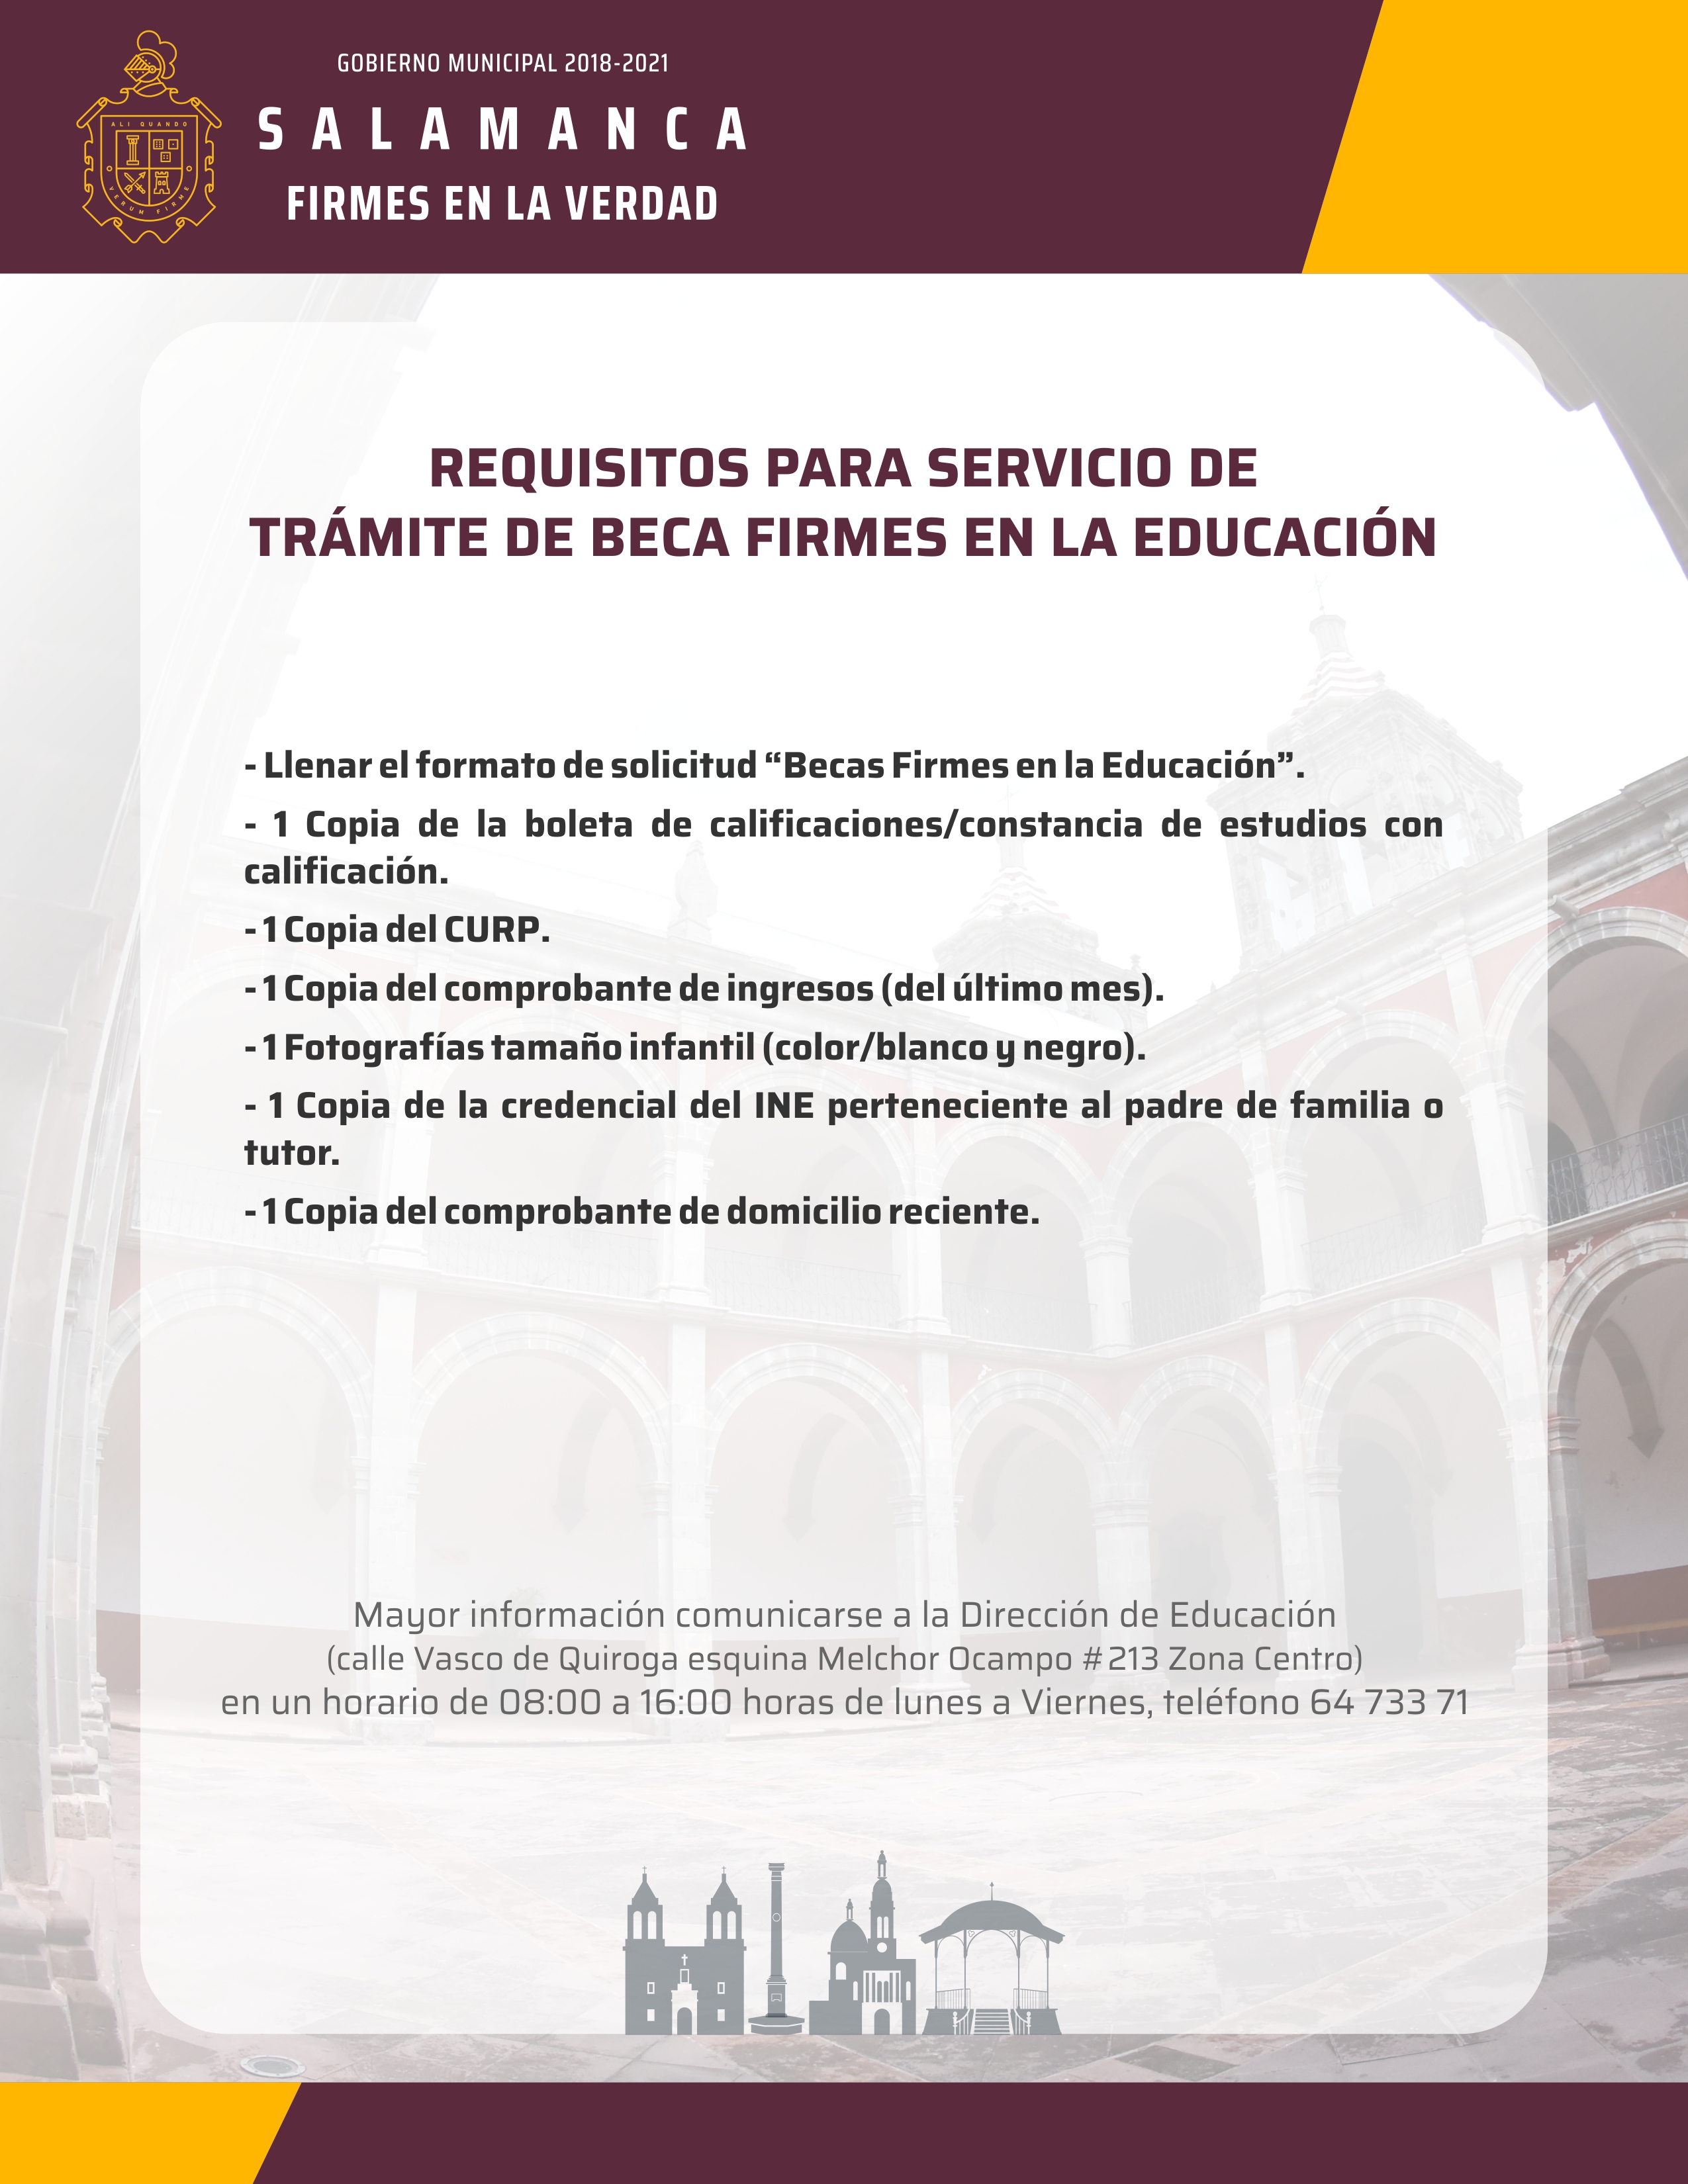 GOBIERNO MUNICIPAL 2018-2021
SALAMANCA
FIRMES EN LA VERDAD
ALI QUANDO
VERUM FIRME
REQUISITOS PARA SERVICIO DE
TRÁMITE DE BECA FIRMES EN LA EDUCACIÓN
- Llenar el formato de solicitud “Becas Firmes en la Educación”.
- 1 Copia de la boleta de calificaciones/constancia de estudios con
calificación.
- 1 Copia del CURP.
- 1 Copia del comprobante de ingresos (del último mes).
- 1 Fotografías tamaño infantil (color/blanco y negro).
- 1 Copia de la credencial del INE perteneciente al padre de familia o
tutor.
- 1 Copia del comprobante de domicilio reciente.
Mayor información comunicarse a la Dirección de Educación
(calle Vasco de Quiroga esquina Melchor Ocampo #213 Zona Centro)
en un horario de 08:00 a 16:00 horas de lunes a Viernes, teléfono 64 733 71